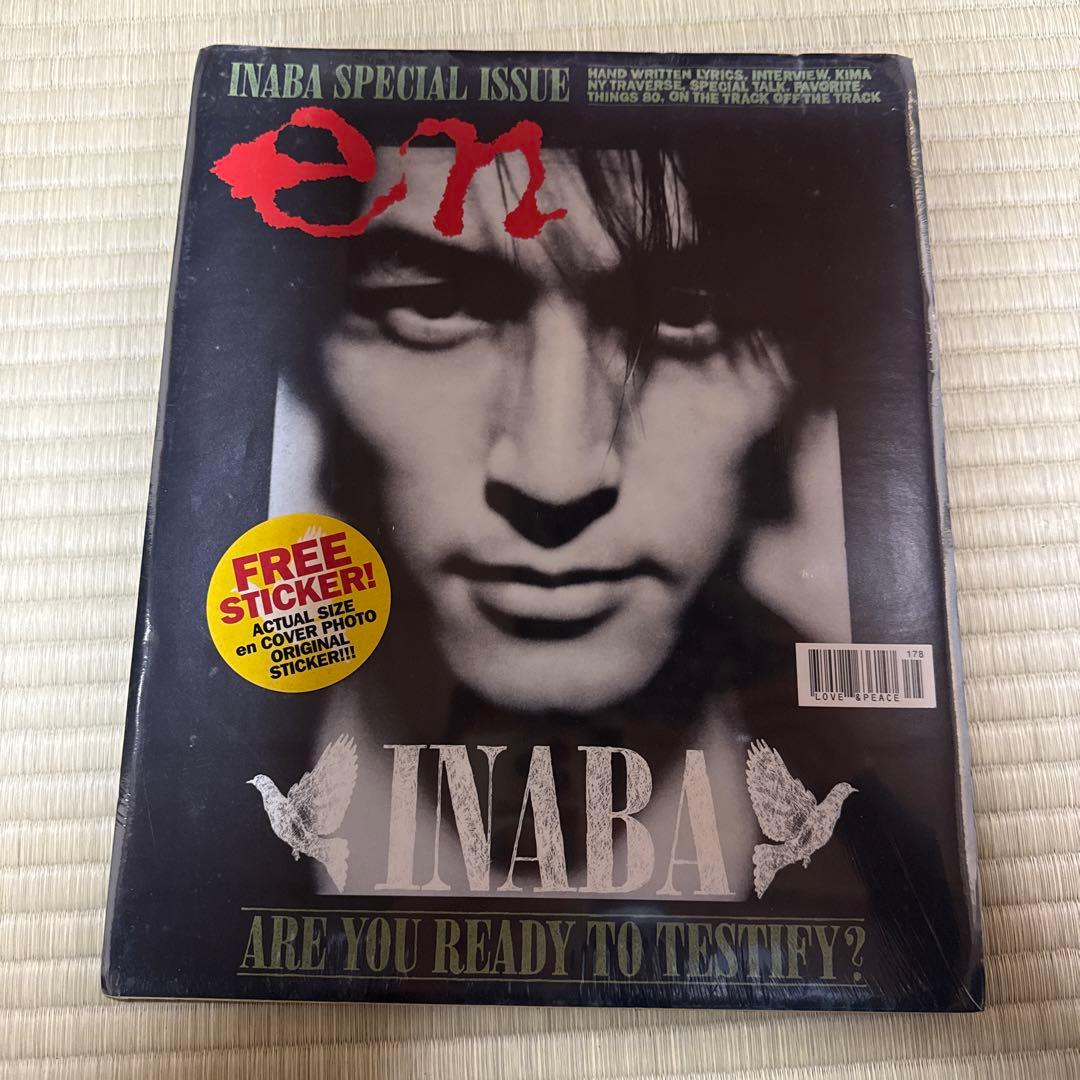 INABA SPECIAL ISSUE
HAND WRITTEN LYRICS, INTERVIEW, KIMA
NY TRAVERSE, SPECIAL TALK, FAVORITE
THINGS 80, ON THE TRACK OFF THE TRACK
en
FREE
STICKER!
ACTUAL SIZE
en COVER PHOTO
ORIGINAL
STICKER!!!
178
LOVE &PEACE
INABA
ARE YOU READY TO TESTIFY?